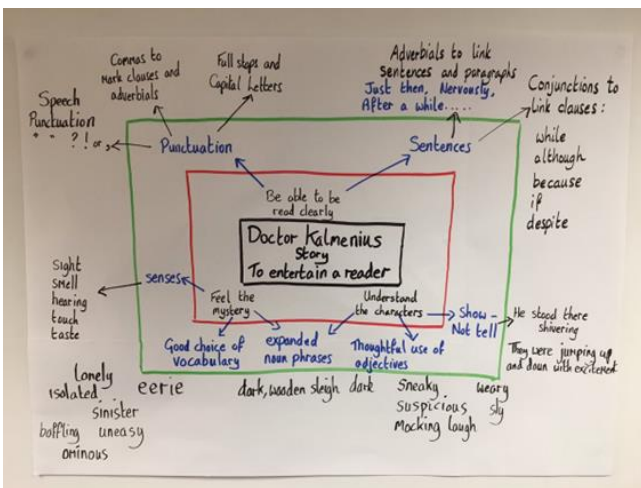 Commas to
Mark clauses and
adverbials
Full stops and
Capital Letters
Adverbials to link
Sentences and paragraphs
Just then, Nervously,
After a while.....
Conjunctions to
Link clauses:
while
although
because
if
despite
Speech
Punctuation
" " ? ! or ,
Punctuation
Sentences
Be able to be
read clearly
Doctor Kalmenius
Story
To entertain a reader
Sight
smell
hearing
touch
taste
senses
Feel the
mystery
Understand
the characters
Show -
Not tell
He stood there
shivering
They were jumping up
and down with excitement
Good choice of
vocabulary
expanded
noun phrases
Thoughtful use of
adjectives
Lonely
isolated
eerie
sinister
baffling uneasy
ominous
dark, wooden sleigh
dark
Sneaky
suspicious
Mocking laugh
weary
sly